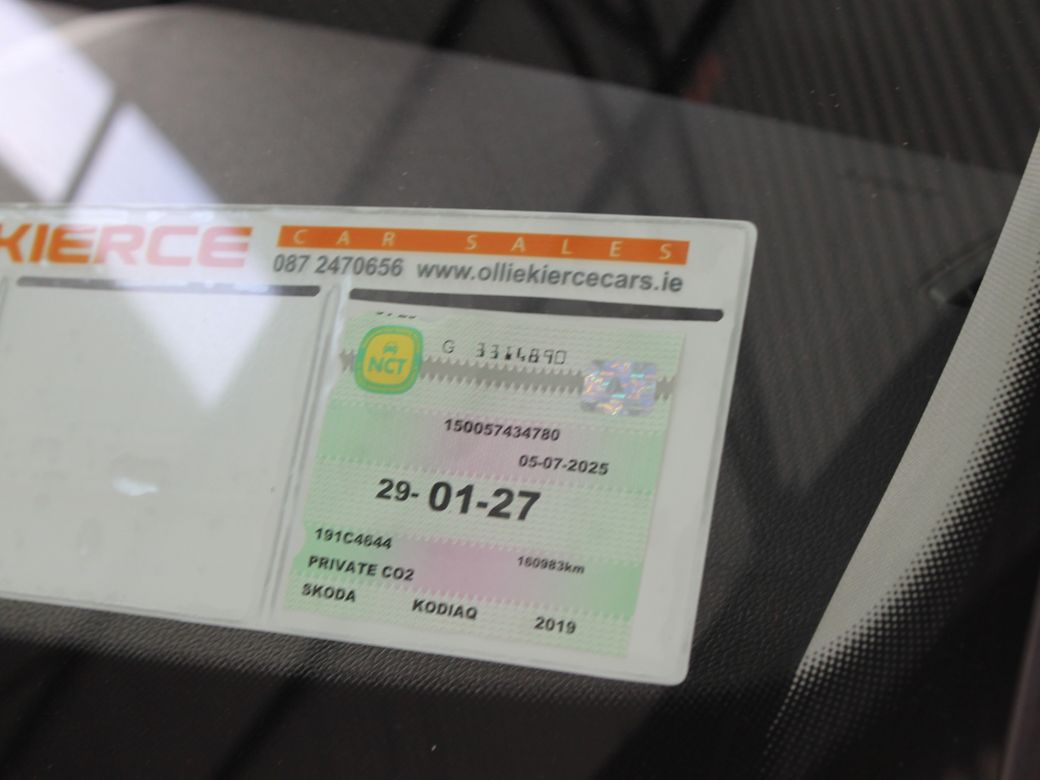 KIERCE CAR SALES
087 2470656 www.olliekiercecars.ie
NCT G 3314890
150057434780
05-07-2025
29-01-27
191C4644
160983km
PRIVATE CO2
SKODA KODIAQ 2019